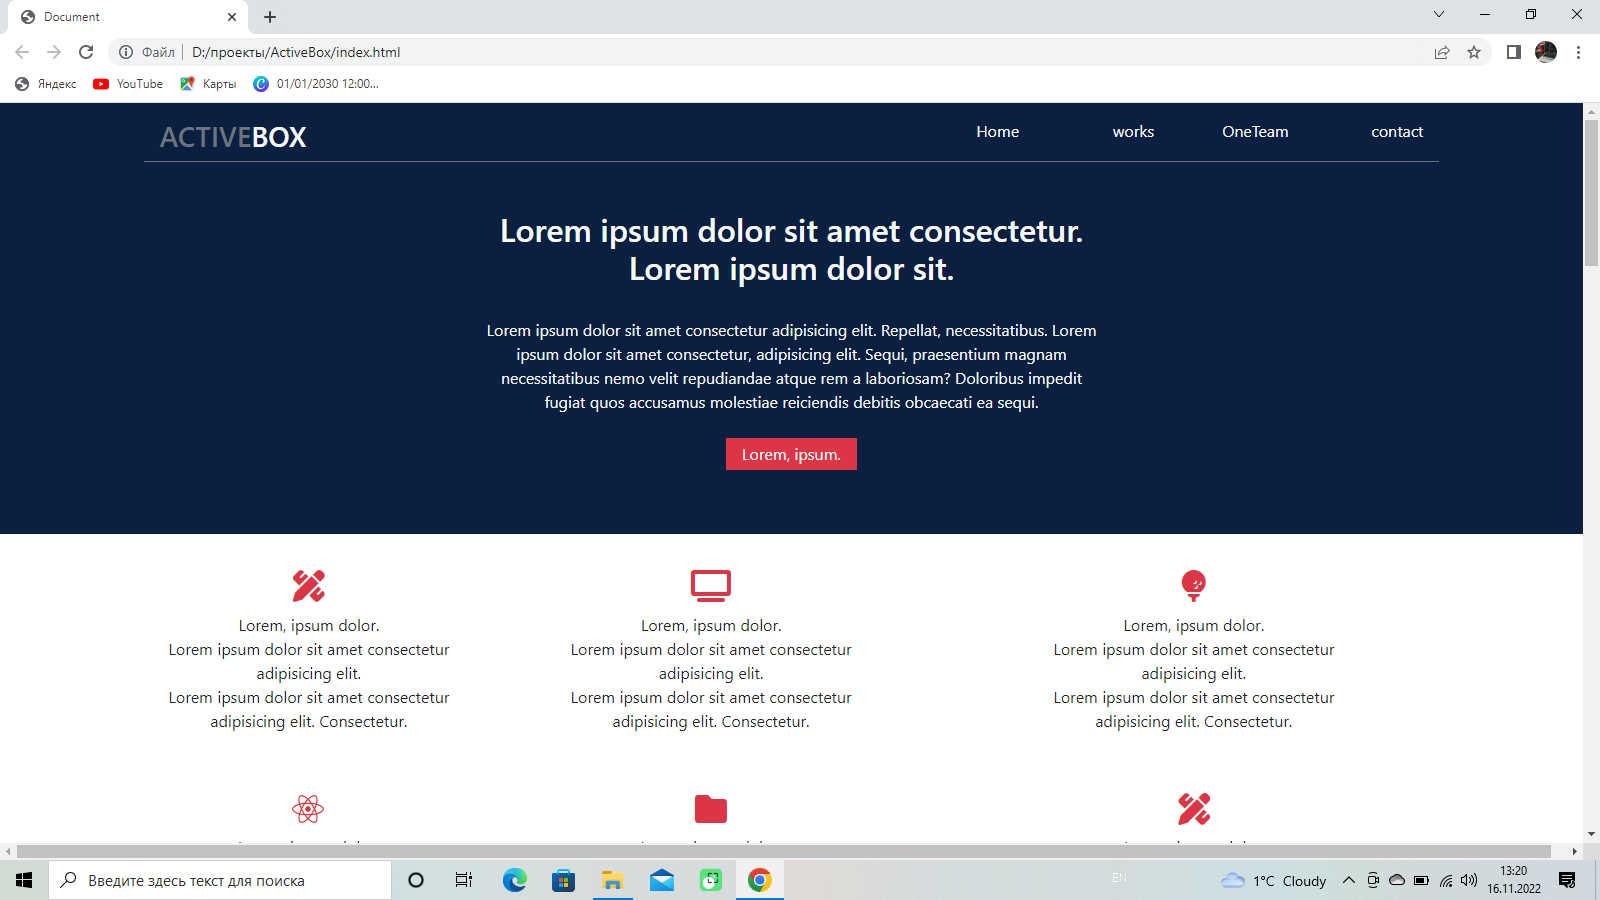 Document
Файл
D:/проекты/ActiveBox/index.html
Яндекс YouTube Карты 01/01/2030 12:00...
ACTIVEBOX
Home works OneTeam contact
Lorem ipsum dolor sit amet consectetur.
Lorem ipsum dolor sit.
Lorem ipsum dolor sit amet consectetur adipisicing elit. Repellat, necessitatibus. Lorem
ipsum dolor sit amet consectetur, adipisicing elit. Sequi, praesentium magnam
necessitatibus nemo velit repudiandae atque rem a laboriosam? Doloribus impedit
fugiat quos accusamus molestiae reiciendis debitis obcaecati ea sequi.
Lorem, ipsum.
Lorem, ipsum dolor.
Lorem ipsum dolor sit amet consectetur
adipisicing elit.
Lorem ipsum dolor sit amet consectetur
adipisicing elit. Consectetur.
Lorem, ipsum dolor.
Lorem ipsum dolor sit amet consectetur
adipisicing elit.
Lorem ipsum dolor sit amet consectetur
adipisicing elit. Consectetur.
Lorem, ipsum dolor.
Lorem ipsum dolor sit amet consectetur
adipisicing elit.
Lorem ipsum dolor sit amet consectetur
adipisicing elit. Consectetur.
Введите здесь текст для поиска
EN
1°C Cloudy
13:20
16.11.2022